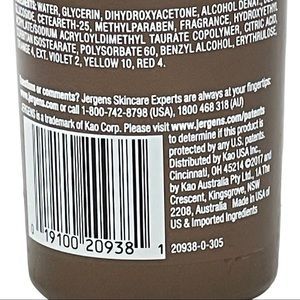 WATER, GLYCERIN, DIHYDROXYACETONE, ALCOHOL DENAT.,
CETEARETH-25, METHYLPARABEN, FRAGRANCE, HYDROXYETHYL
ACRYLATE/SODIUM ACRYLOYLDIMETHYL TAURATE COPOLYMER, CITRIC ACID,
SORBITAN ISOSTEARATE, POLYSORBATE 60, BENZYL ALCOHOL, ERYTHRULOSE,
ORANGE 4, EXT. VIOLET 2, YELLOW 10, RED 4.
Questions or comments? Jergens Skincare Experts are always at your fingertips:
www.jergens.com or call 1-800-742-8798 (USA), 1800 468 318 (AU)
JERGENS is a trademark of Kao Corp. Please visit www.jergens.com/patents
to determine if this product is
protected by any U.S. patents.
Distributed by Kao USA Inc.,
Cincinnati, OH 45214 ©2017 and
Kao Australia Pty Ltd., 1A The
Crescent, Kingsgrove, NSW
2208, Australia Made in USA of
US & Imported Ingredients
0 19100 20938 1
20938-0-305